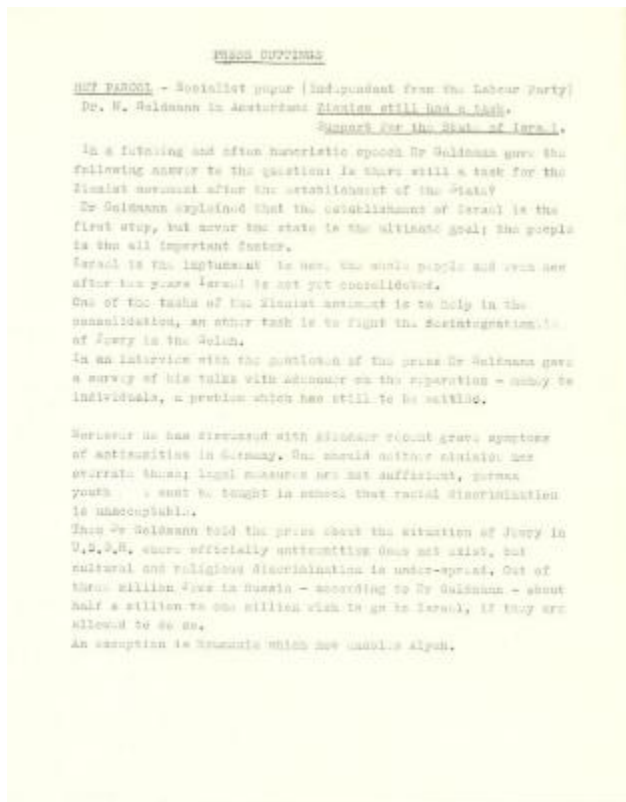 PRESS CUTTINGS
HET PAROOL - Socialist paper (independent from the Labour Party)
Dr. N. Goldmann in Amsterdam: Zionism still has a task.
Support for the State of Israel.
In a and often humoristic speech Dr Goldmann gave the
following answer to the question: Is there still a task for the
Zionist movement after the establishment of the State?
Dr Goldmann explained that the establishment of Israel is the
first step, but never the state is the ultimate goal; the people
is the all important factor.
Israel is the the whole people and even now
after ten years Israel is not yet consolidated.
One of the tasks of the Zionist movement is to help in the
consolidation, an other task is to fight the
of Jewry in the Golah.
In an interview with the gentlemen of the press Dr Goldmann gave
a survey of his talks with Adenauer on the reparation - money to
individuals, a problem which has still to be settled.
he has discussed with Adenauer recent grave symptoms
of antisemitism in Germany. One should neither minimize nor
overrate these; legal measures are not sufficient, german
youth must be taught in school that racial discrimination
is unacceptable.
Then Dr Goldmann told the press about the situation of Jewry in
U.S.S.R. where officially antisemitism does not exist, but
cultural and religious discrimination is Out of
three million Jews in Russia - according to Dr Goldmann - about
half a million to one million wish to go to Israel, if they are
allowed to do so.
An exception is Roumania which now Alyah.